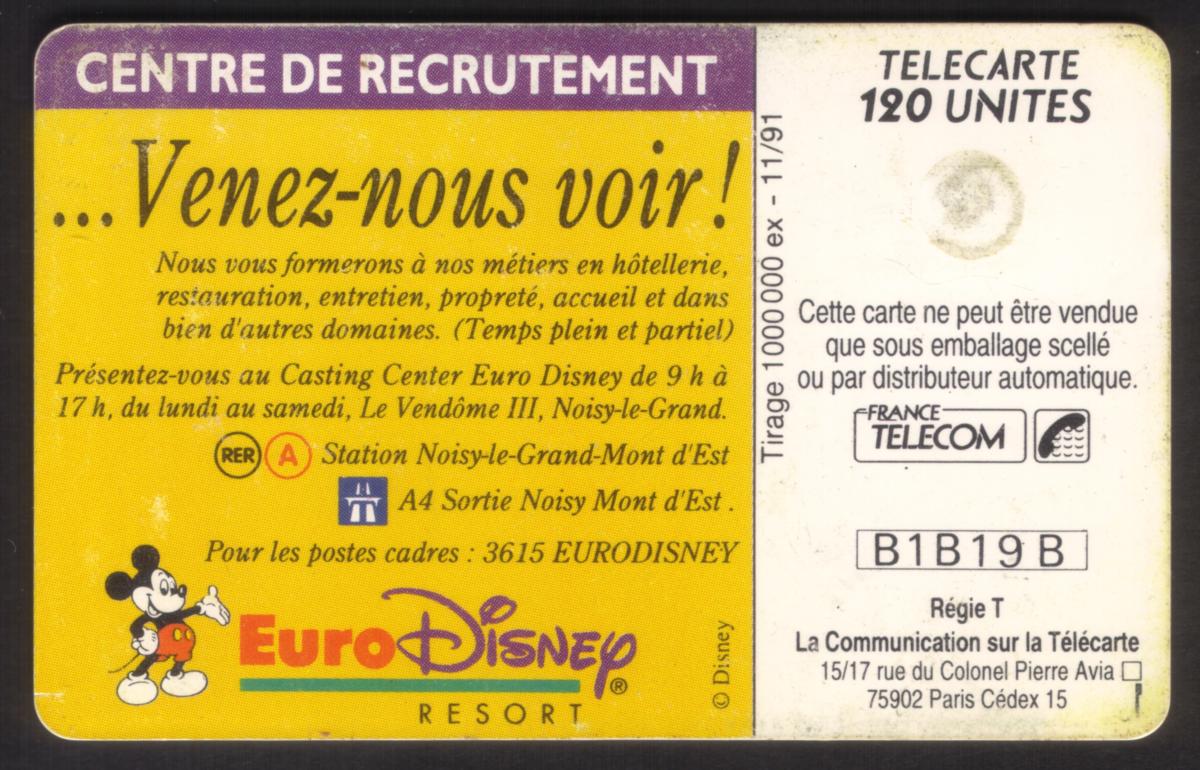 CENTRE DE RECRUTEMENT
...Venez-nous voir !
Nous vous formerons à nos métiers en hôtellerie,
restauration, entretien, propreté, accueil et dans
bien d'autres domaines. (Temps plein et partiel)
Présentez-vous au Casting Center Euro Disney de 9 h à
17 h, du lundi au samedi, Le Vendôme III, Noisy-le-Grand.
RER A Station Noisy-le-Grand-Mont d'Est
A4 Sortie Noisy Mont d'Est .
Pour les postes cadres : 3615 EURODISNEY
EURO DISNEY ®
RESORT
© Disney
Tirage 1 000 000 ex - 11/91
TELECARTE
120 UNITES
Cette carte ne peut être vendue
que sous emballage scellé
ou par distributeur automatique.
FRANCE
TELECOM
B1B19B
Régie T
La Communication sur la Télécarte
15/17 rue du Colonel Pierre Avia
75902 Paris Cédex 15